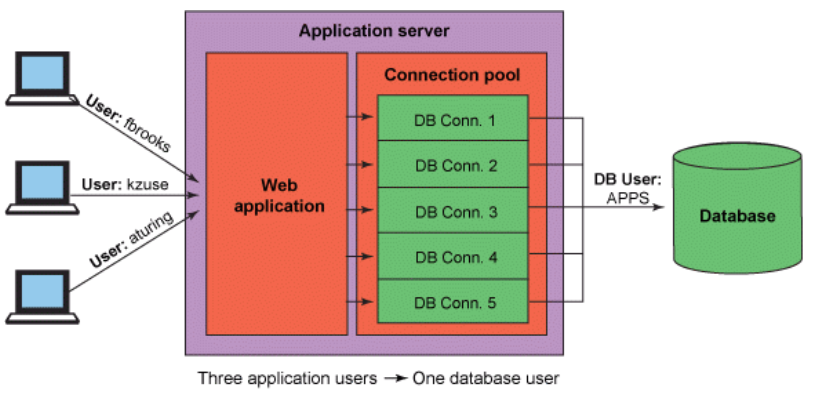 Application server
Connection pool
User: fbrooks
User: kzuse
User: aturing
Web
application
DB Conn. 1
DB Conn. 2
DB Conn. 3
DB Conn. 4
DB Conn. 5
DB User:
APPS
Database
Three application users → One database user